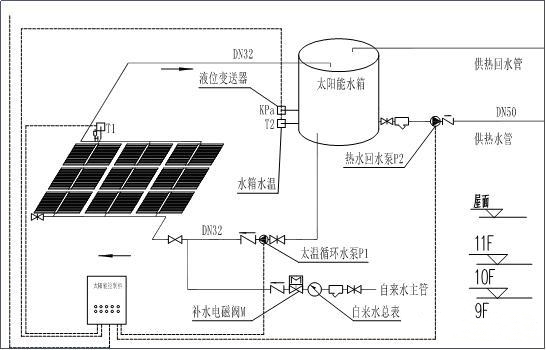 DN32
液位变送器
太阳能水箱
供热回水管
KPa
T2
DN50
T1
供热水管
热水回水泵P2
水箱水温
屋面
DN32
太温循环水泵P1
11F
10F
9F
自来水主管
补水电磁阀M
自来水总表